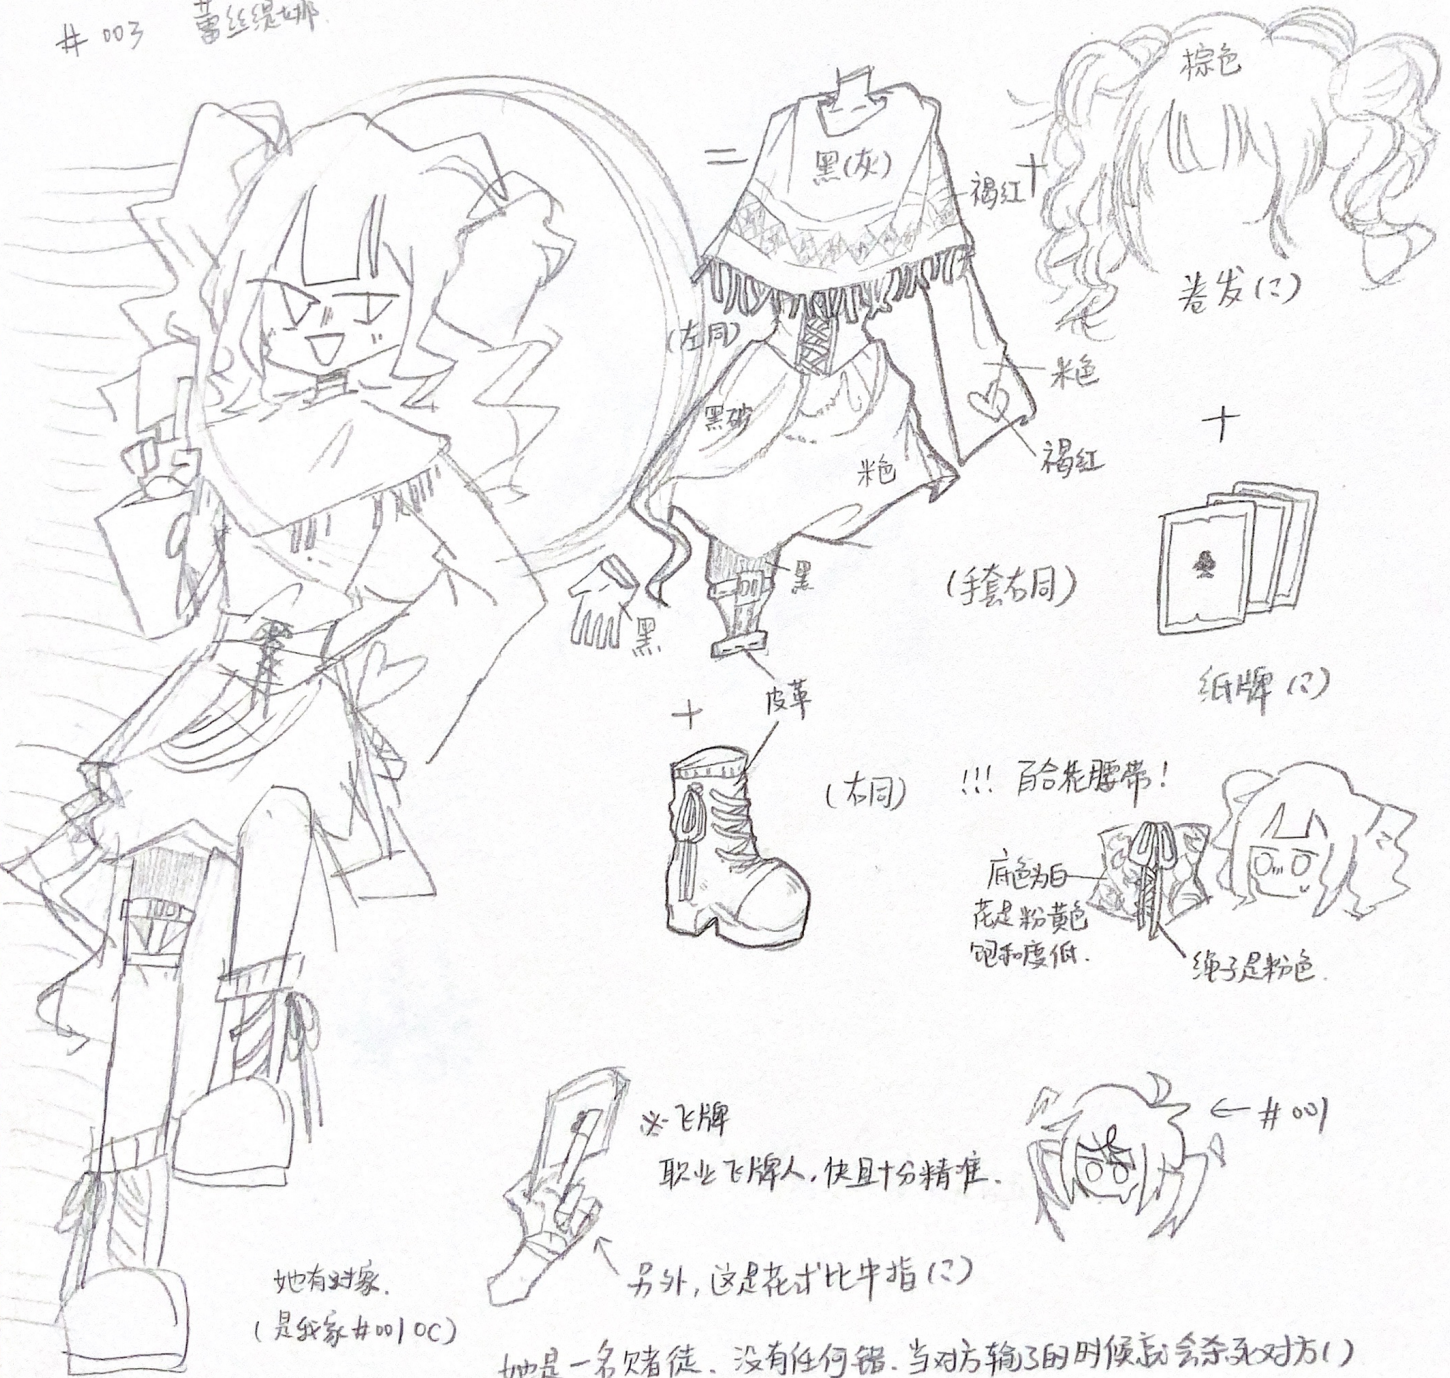 #003 蕾丝缇娜
棕色
黑(灰)
褐红
卷发(?)
(左同)
米色
褐红
黑破
米色
黑
(手套右同)
黑
皮革
纸牌(?)
(右同)
!!! 百合花腰带!
底色为白
花是粉黄色
饱和度低.
绳子是粉色.
※飞牌
职业飞牌人,快且十分精准.
←#001
另外,这是花式比中指(?)
她有对家.
(是我家#001 OC)
她是一名赌徒.没有任何错.当对方输了的时候就会杀死对方()